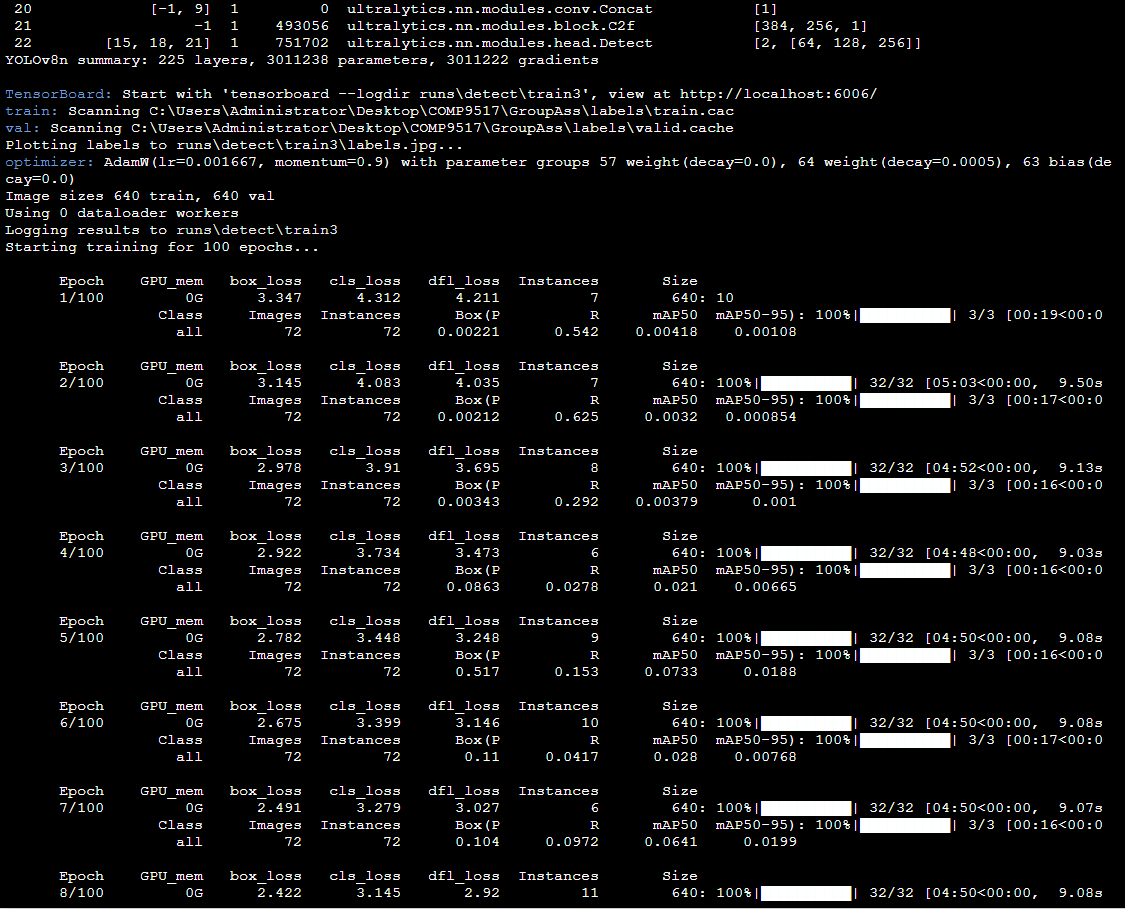 20 [-1, 9] 1 0 ultralytics.nn.modules.conv.Concat [1]
21 -1 1 493056 ultralytics.nn.modules.block.C2f [384, 256, 1]
22 [15, 18, 21] 1 751702 ultralytics.nn.modules.head.Detect [2, [64, 128, 256]]
YOLOv8n summary: 225 layers, 3011238 parameters, 3011222 gradients
TensorBoard: Start with 'tensorboard --logdir runs\detect\train3', view at http://localhost:6006/
train: Scanning C:\Users\Administrator\Desktop\COMP9517\GroupAss\labels\train.cac
val: Scanning C:\Users\Administrator\Desktop\COMP9517\GroupAss\labels\valid.cache
Plotting labels to runs\detect\train3\labels.jpg...
optimizer: AdamW(lr=0.001667, momentum=0.9) with parameter groups 57 weight(decay=0.0), 64 weight(decay=0.0005), 63 bias(de
cay=0.0)
Image sizes 640 train, 640 val
Using 0 dataloader workers
Logging results to runs\detect\train3
Starting training for 100 epochs...
Epoch GPU_mem box_loss cls_loss dfl_loss Instances Size
1/100 0G 3.347 4.312 4.211 7 640: 10
Class Images Instances Box(P R mAP50 mAP50-95): 100%|██████████| 3/3 [00:19<00:0
all 72 72 0.00221 0.542 0.00418 0.00108
Epoch GPU_mem box_loss cls_loss dfl_loss Instances Size
2/100 0G 3.145 4.083 4.035 7 640: 100%|██████████| 32/32 [05:03<00:00, 9.50s
Class Images Instances Box(P R mAP50 mAP50-95): 100%|██████████| 3/3 [00:17<00:0
all 72 72 0.00212 0.625 0.0032 0.000854
Epoch GPU_mem box_loss cls_loss dfl_loss Instances Size
3/100 0G 2.978 3.91 3.695 8 640: 100%|██████████| 32/32 [04:52<00:00, 9.13s
Class Images Instances Box(P R mAP50 mAP50-95): 100%|██████████| 3/3 [00:16<00:0
all 72 72 0.00343 0.292 0.00379 0.001
Epoch GPU_mem box_loss cls_loss dfl_loss Instances Size
4/100 0G 2.922 3.734 3.473 6 640: 100%|██████████| 32/32 [04:48<00:00, 9.03s
Class Images Instances Box(P R mAP50 mAP50-95): 100%|██████████| 3/3 [00:16<00:0
all 72 72 0.0863 0.0278 0.021 0.00665
Epoch GPU_mem box_loss cls_loss dfl_loss Instances Size
5/100 0G 2.782 3.448 3.248 9 640: 100%|██████████| 32/32 [04:50<00:00, 9.08s
Class Images Instances Box(P R mAP50 mAP50-95): 100%|██████████| 3/3 [00:16<00:0
all 72 72 0.517 0.153 0.0733 0.0188
Epoch GPU_mem box_loss cls_loss dfl_loss Instances Size
6/100 0G 2.675 3.399 3.146 10 640: 100%|██████████| 32/32 [04:50<00:00, 9.08s
Class Images Instances Box(P R mAP50 mAP50-95): 100%|██████████| 3/3 [00:17<00:0
all 72 72 0.11 0.0417 0.028 0.00768
Epoch GPU_mem box_loss cls_loss dfl_loss Instances Size
7/100 0G 2.491 3.279 3.027 6 640: 100%|██████████| 32/32 [04:50<00:00, 9.07s
Class Images Instances Box(P R mAP50 mAP50-95): 100%|██████████| 3/3 [00:16<00:0
all 72 72 0.104 0.0972 0.0641 0.0199
Epoch GPU_mem box_loss cls_loss dfl_loss Instances Size
8/100 0G 2.422 3.145 2.92 11 640: 100%|██████████| 32/32 [04:50<00:00, 9.08s